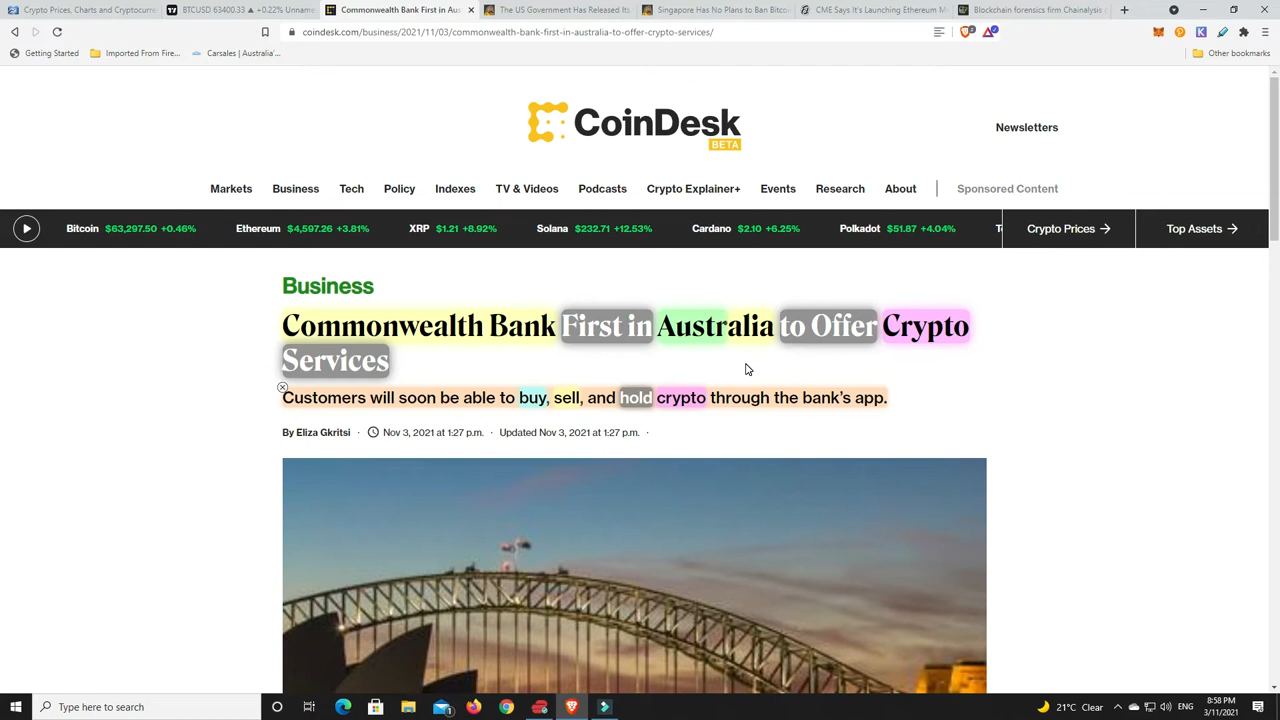 Crypto Prices, Charts and Cryptocurre
BTCUSD 63400.33 ▲ +0.22% Unnam
Commonwealth Bank First in Aus
The US Government Has Released Its
Singapore Has No Plans To Ban Bitcoi
CME Says It's Launching Ethereum M
Blockchain forensics firm Chainalysis
coindesk.com/business/2021/11/03/commonwealth-bank-first-in-australia-to-offer-crypto-services/
Getting Started
Imported From Fire...
Carsales | Australia'...
Other bookmarks
CoinDesk
BETA
Newsletters
Markets Business Tech Policy Indexes TV & Videos Podcasts Crypto Explainer+ Events Research About Sponsored Content
Bitcoin $63,297.50 +0.46% Ethereum $4,597.26 +3.81% XRP $1.21 +8.92% Solana $232.71 +12.53% Cardano $2.10 +6.25% Polkadot $51.87 +4.04% Crypto Prices → Top Assets →
Business
Commonwealth Bank First in Australia to Offer Crypto
Services
Customers will soon be able to buy, sell, and hold crypto through the bank's app.
By Eliza Gkritsi · Nov 3, 2021 at 1:27 p.m. · Updated Nov 3, 2021 at 1:27 p.m. ·
Type here to search
21°C Clear
ENG
8:58 PM
3/11/2021